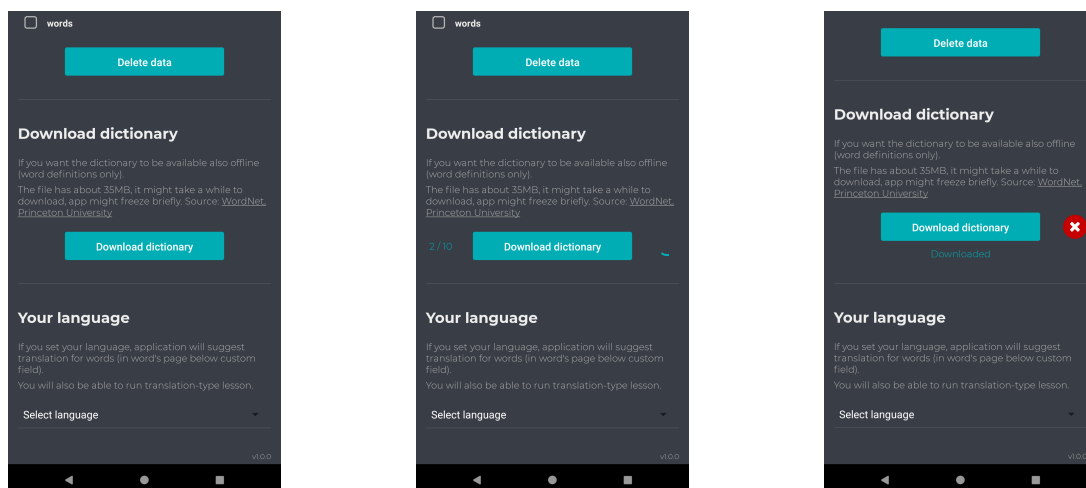 words
Delete data
Download dictionary
If you want the dictionary to be available also offline
(word definitions only).
The file has about 35MB, it might take a while to
download, app might freeze briefly. Source: WordNet,
Princeton University
Download dictionary
Your language
If you set your language, application will suggest
translation for words (in word's page below custom
field).
You will also be able to run translation-type lesson.
Select language
v1.0.0
words
Delete data
Download dictionary
If you want the dictionary to be available also offline
(word definitions only).
The file has about 35MB, it might take a while to
download, app might freeze briefly. Source: WordNet,
Princeton University
2 / 10
Download dictionary
Your language
If you set your language, application will suggest
translation for words (in word's page below custom
field).
You will also be able to run translation-type lesson.
Select language
v1.0.0
Delete data
Download dictionary
If you want the dictionary to be available also offline
(word definitions only).
The file has about 35MB, it might take a while to
download, app might freeze briefly. Source: WordNet,
Princeton University
Download dictionary
Downloaded
Your language
If you set your language, application will suggest
translation for words (in word's page below custom
field).
You will also be able to run translation-type lesson.
Select language
v1.0.0